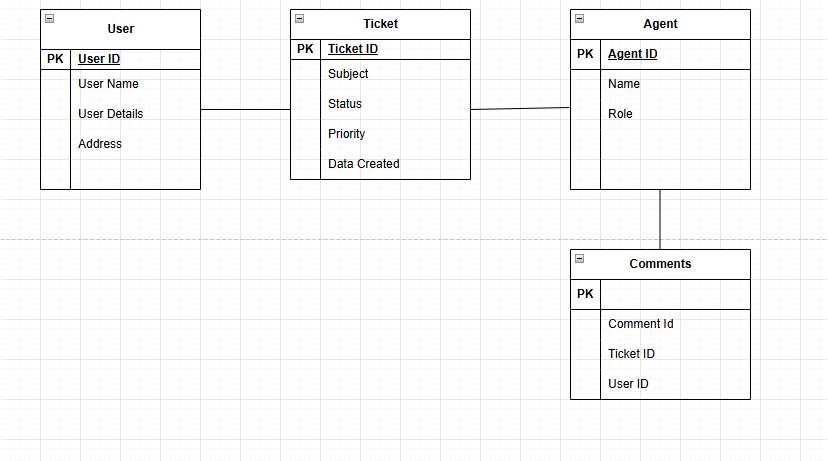 User
PK User ID
User Name
User Details
Address
Ticket
PK Ticket ID
Subject
Status
Priority
Data Created
Agent
PK Agent ID
Name
Role
Comments
PK
Comment Id
Ticket ID
User ID